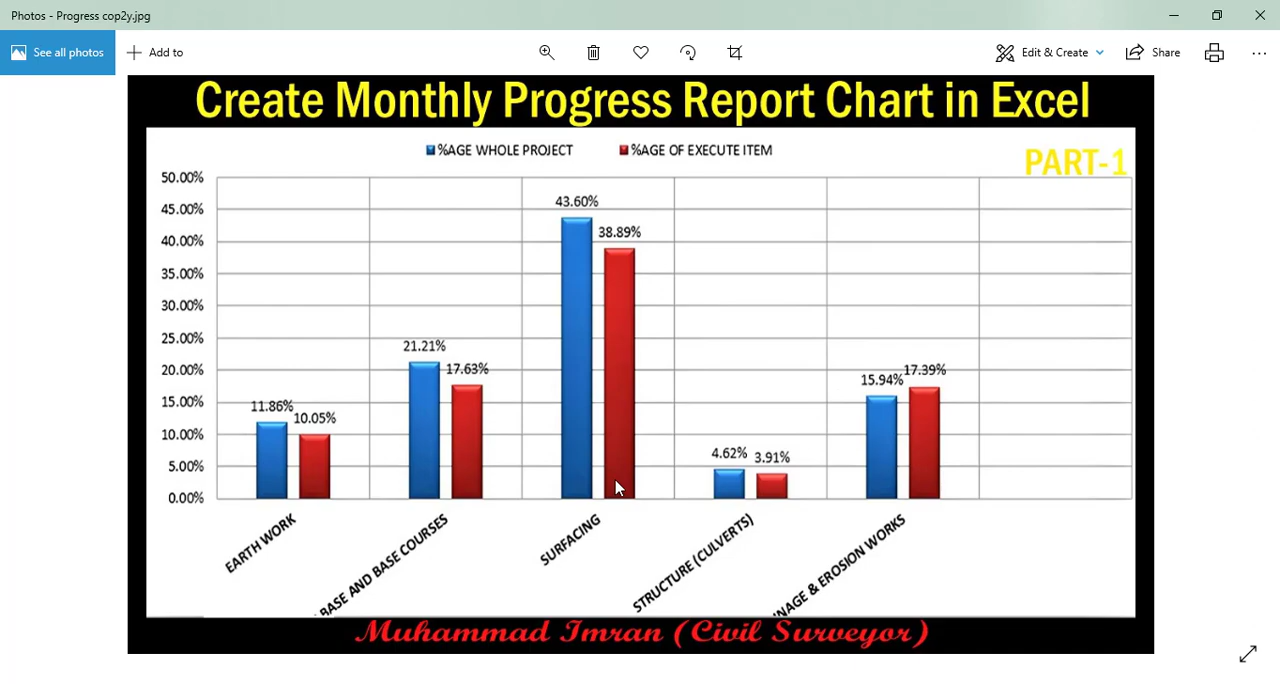 Photos - Progress cop2y.jpg
See all photos
Add to
Edit & Create
Share
Create Monthly Progress Report Chart in Excel
%AGE WHOLE PROJECT
%AGE OF EXECUTE ITEM
PART-1
50.00%
45.00%
40.00%
35.00%
30.00%
25.00%
20.00%
15.00%
10.00%
5.00%
0.00%
11.86%
10.05%
21.21%
17.63%
43.60%
38.89%
4.62%
3.91%
15.94%
17.39%
EARTH WORK
BASE AND BASE COURSES
SURFACING
STRUCTURE (CULVERTS)
& EROSION WORKS
Muhammad Imran (Civil Surveyor)